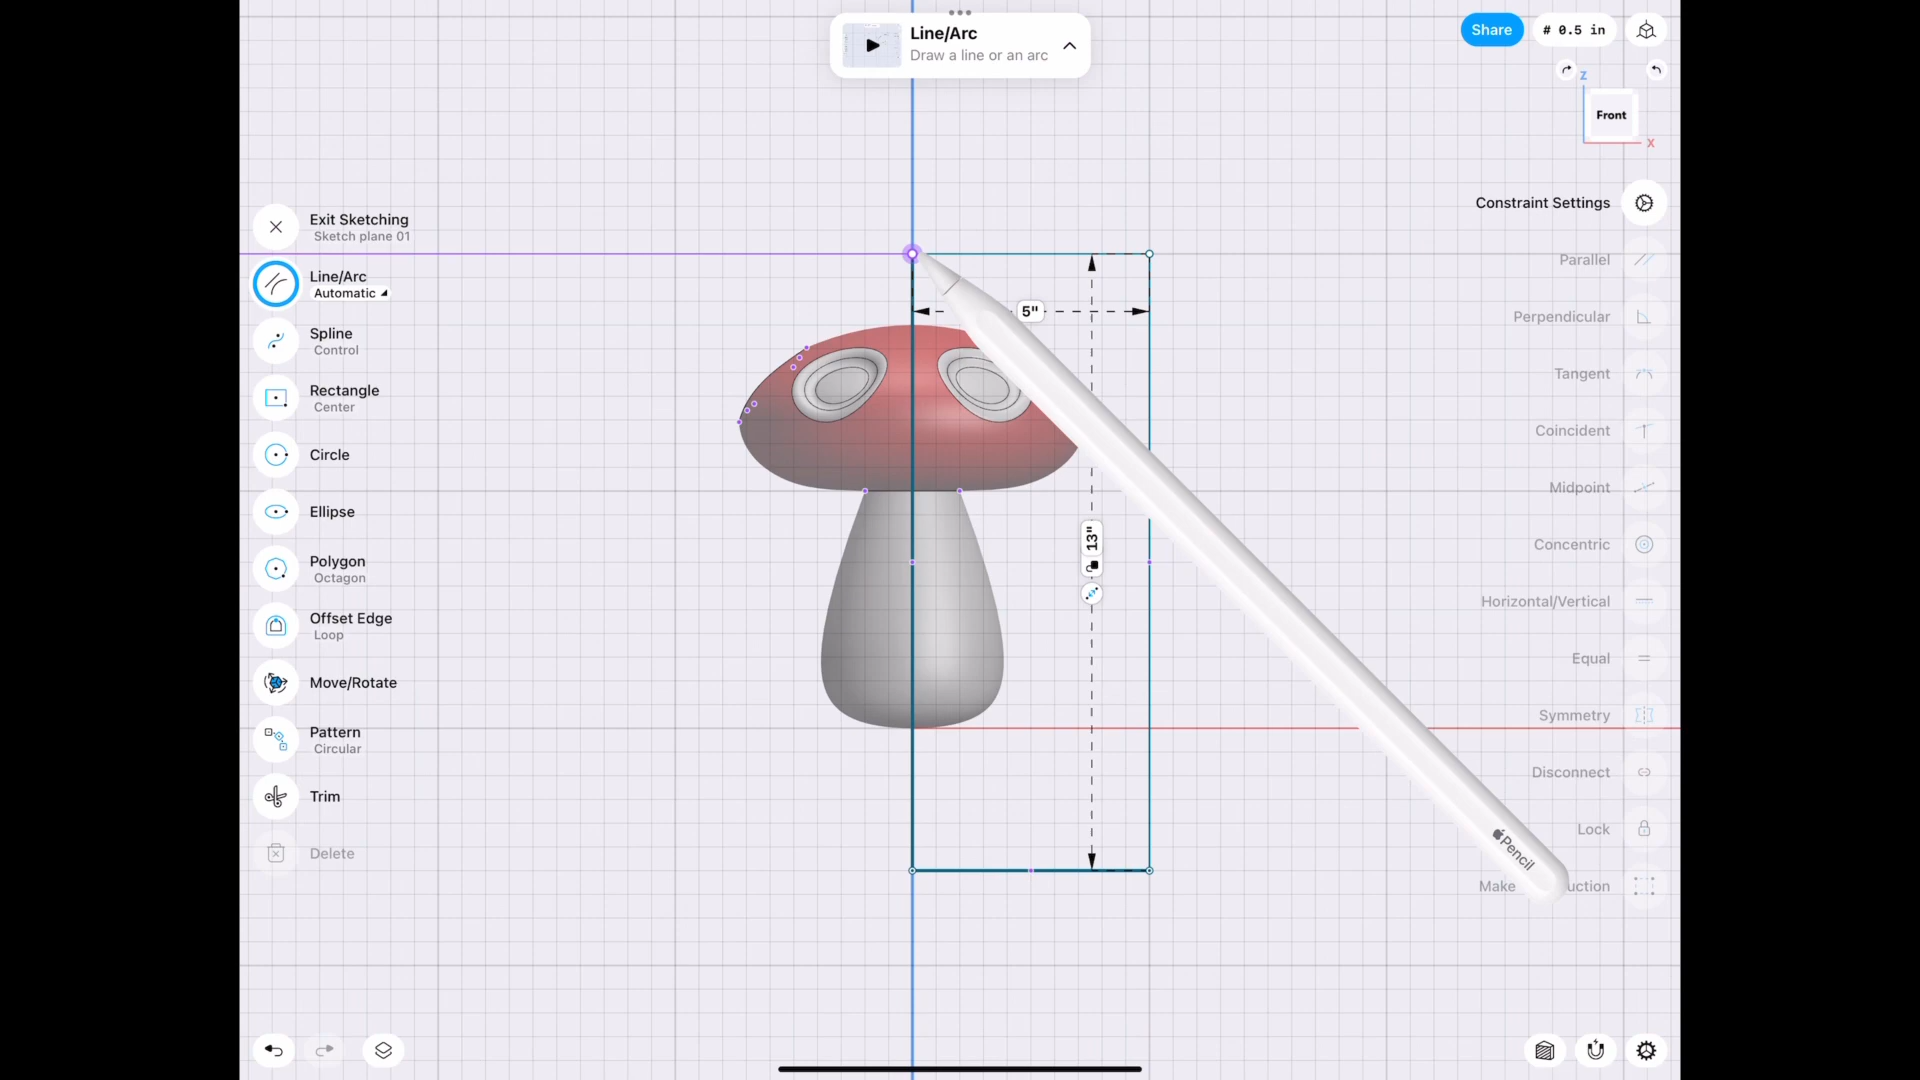 Line/Arc
Draw a line or an arc
Share
# 0.5 in
Z
Front
X
Exit Sketching
Sketch plane 01
Line/Arc
Automatic
Spline
Control
Rectangle
Center
Circle
Ellipse
Polygon
Octagon
Offset Edge
Loop
Move/Rotate
Pattern
Circular
Trim
Delete
5"
13"
Constraint Settings
Parallel
Perpendicular
Tangent
Coincident
Midpoint
Concentric
Horizontal/Vertical
Equal
Symmetry
Disconnect
Lock
Make uction
Pencil